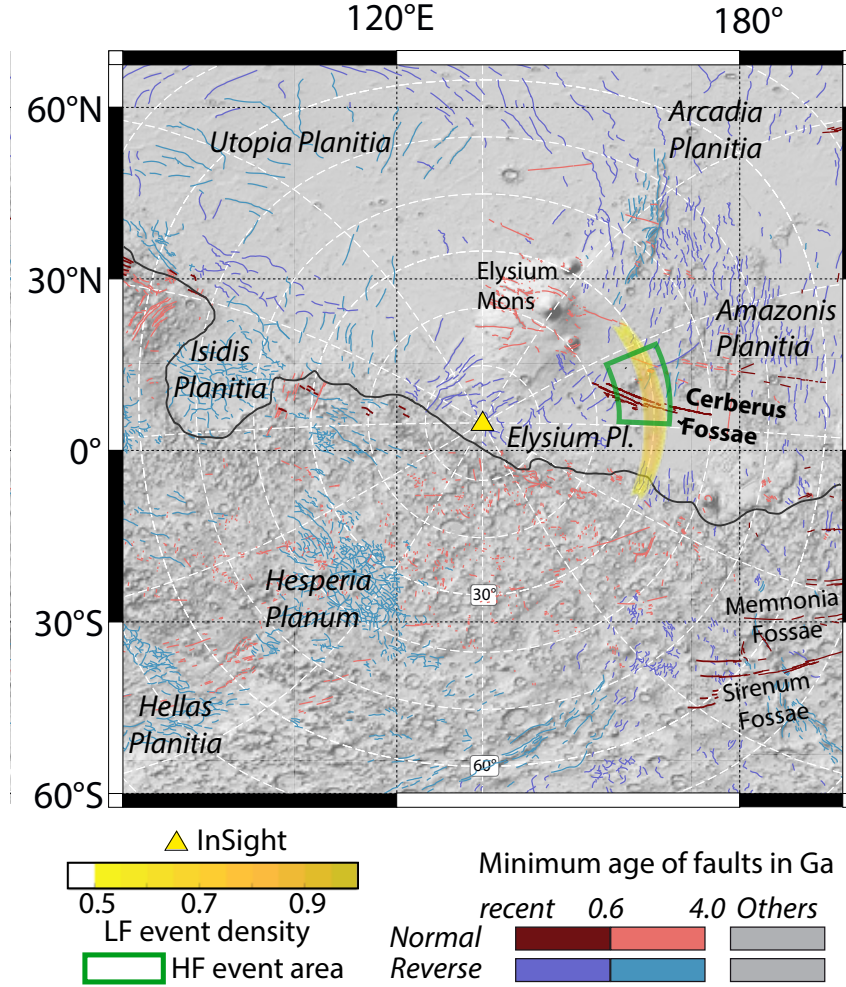 120°E 180°
60°N
Utopia Planitia
Arcadia
Planitia
30°N
Elysium
Mons
Amazonis
Planitia
Isidis
Planitia
Cerberus
Fossae
0°
Elysium Pl.
Hesperia
Planum
30°
30°S
Memnonia
Fossae
Sirenum
Fossae
Hellas
Planitia
60°
60°S
InSight
0.5 0.7 0.9
LF event density
HF event area
Minimum age of faults in Ga
recent 0.6 4.0 Others
Normal
Reverse